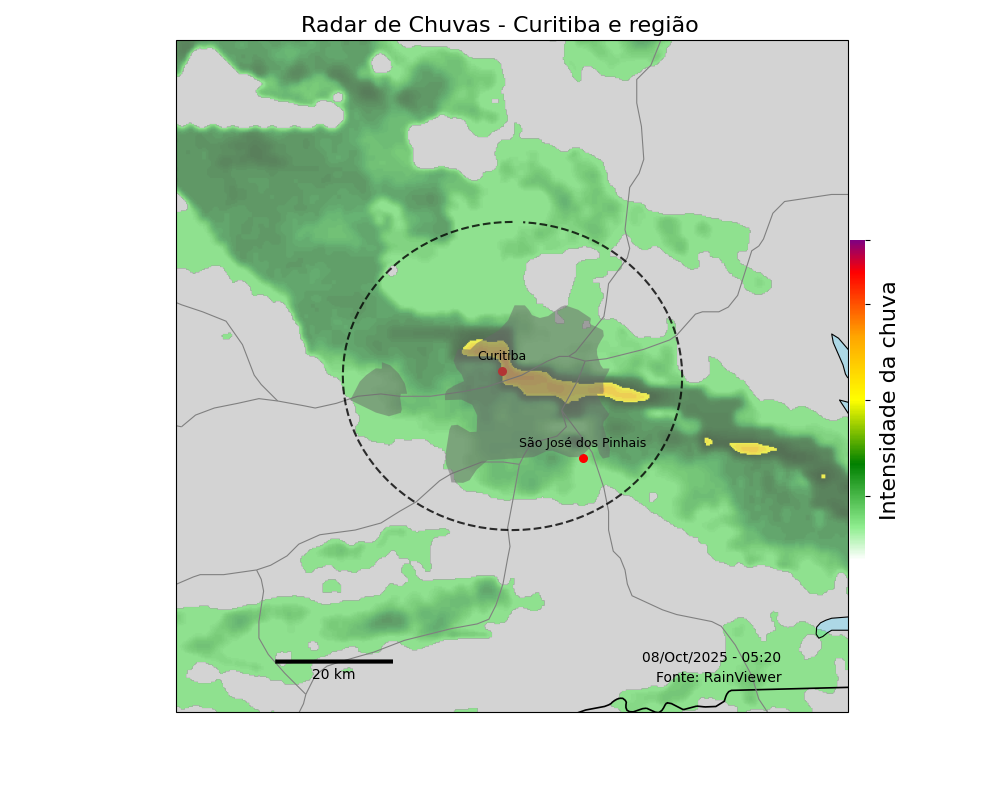 Radar de Chuvas - Curitiba e região
Curitiba
São José dos Pinhais
Intensidade da chuva
08/Oct/2025 - 05:20
Fonte: RainViewer
20 km